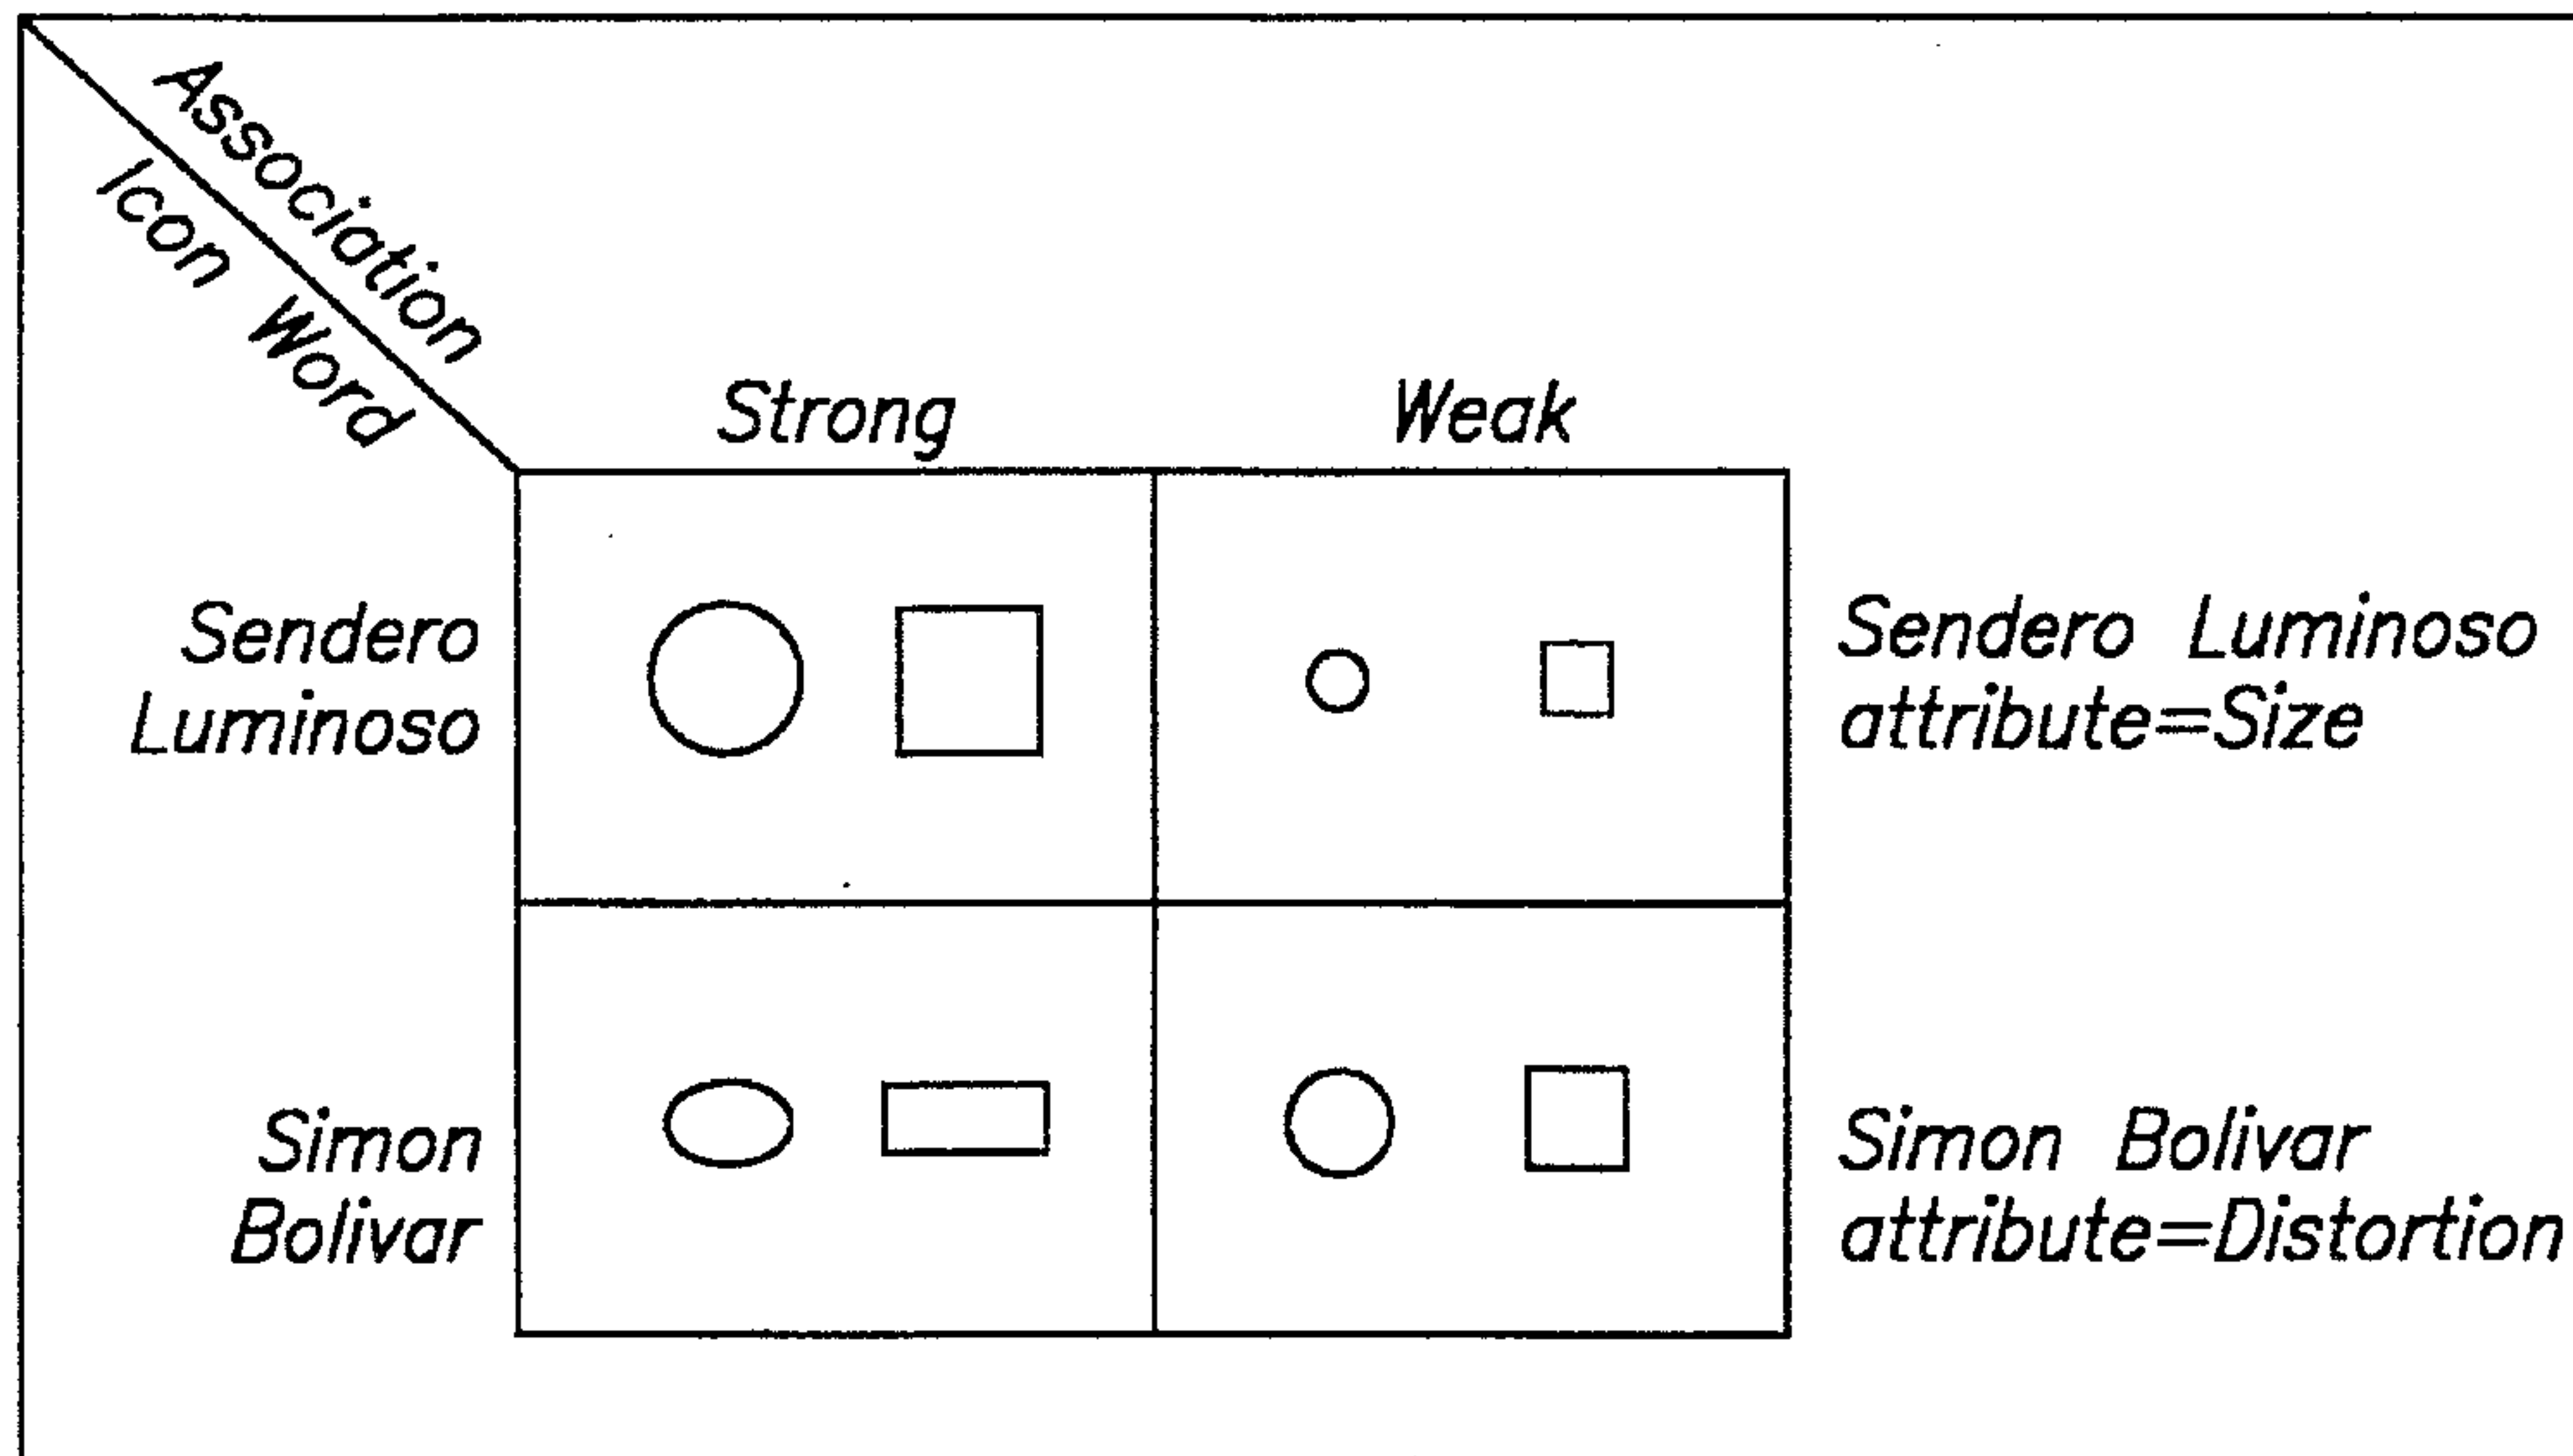 Association
Icon Word
Strong
Weak
Sendero
Luminoso
Sendero Luminoso
attribute=Size
Simon
Bolivar
Simon Bolivar
attribute=Distortion